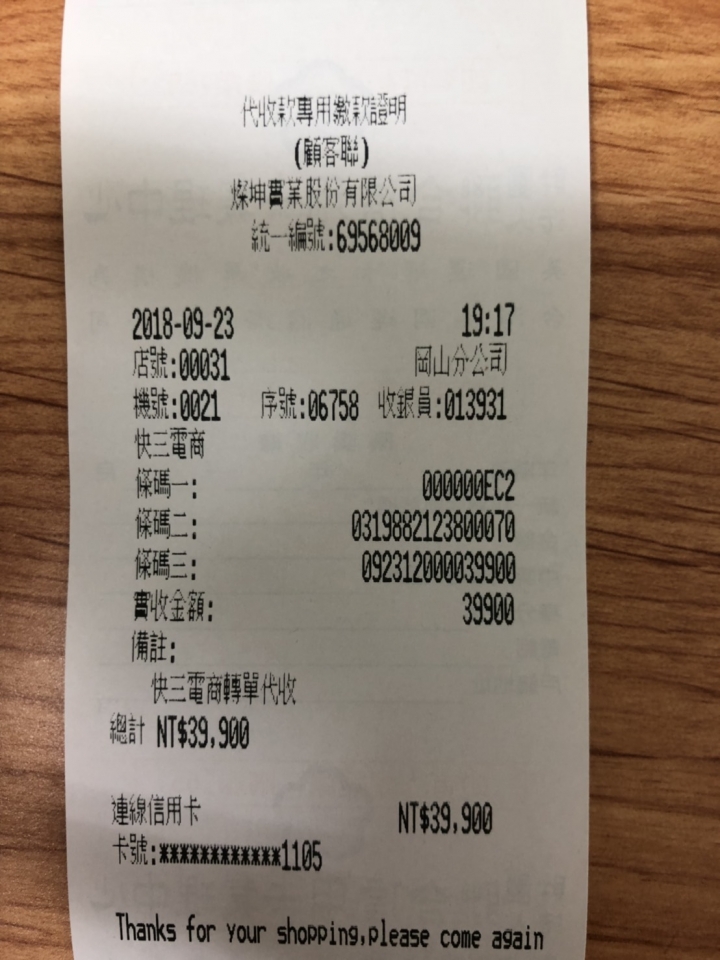 代收款專用繳款證明
(顧客聯)
燦坤實業股份有限公司
統一編號:69568009
2018-09-23 19:17
店號:00031 岡山分公司
機號:0021 序號:06758 收銀員:013931
快三電商
條碼一: 000000EC2
條碼二: 0319882123800070
條碼三: 092312000039900
實收金額: 39900
備註:
快三電商轉單代收
總計 NT$39,900
連線信用卡 NT$39,900
卡號:************1105
Thanks for your shopping,please come again